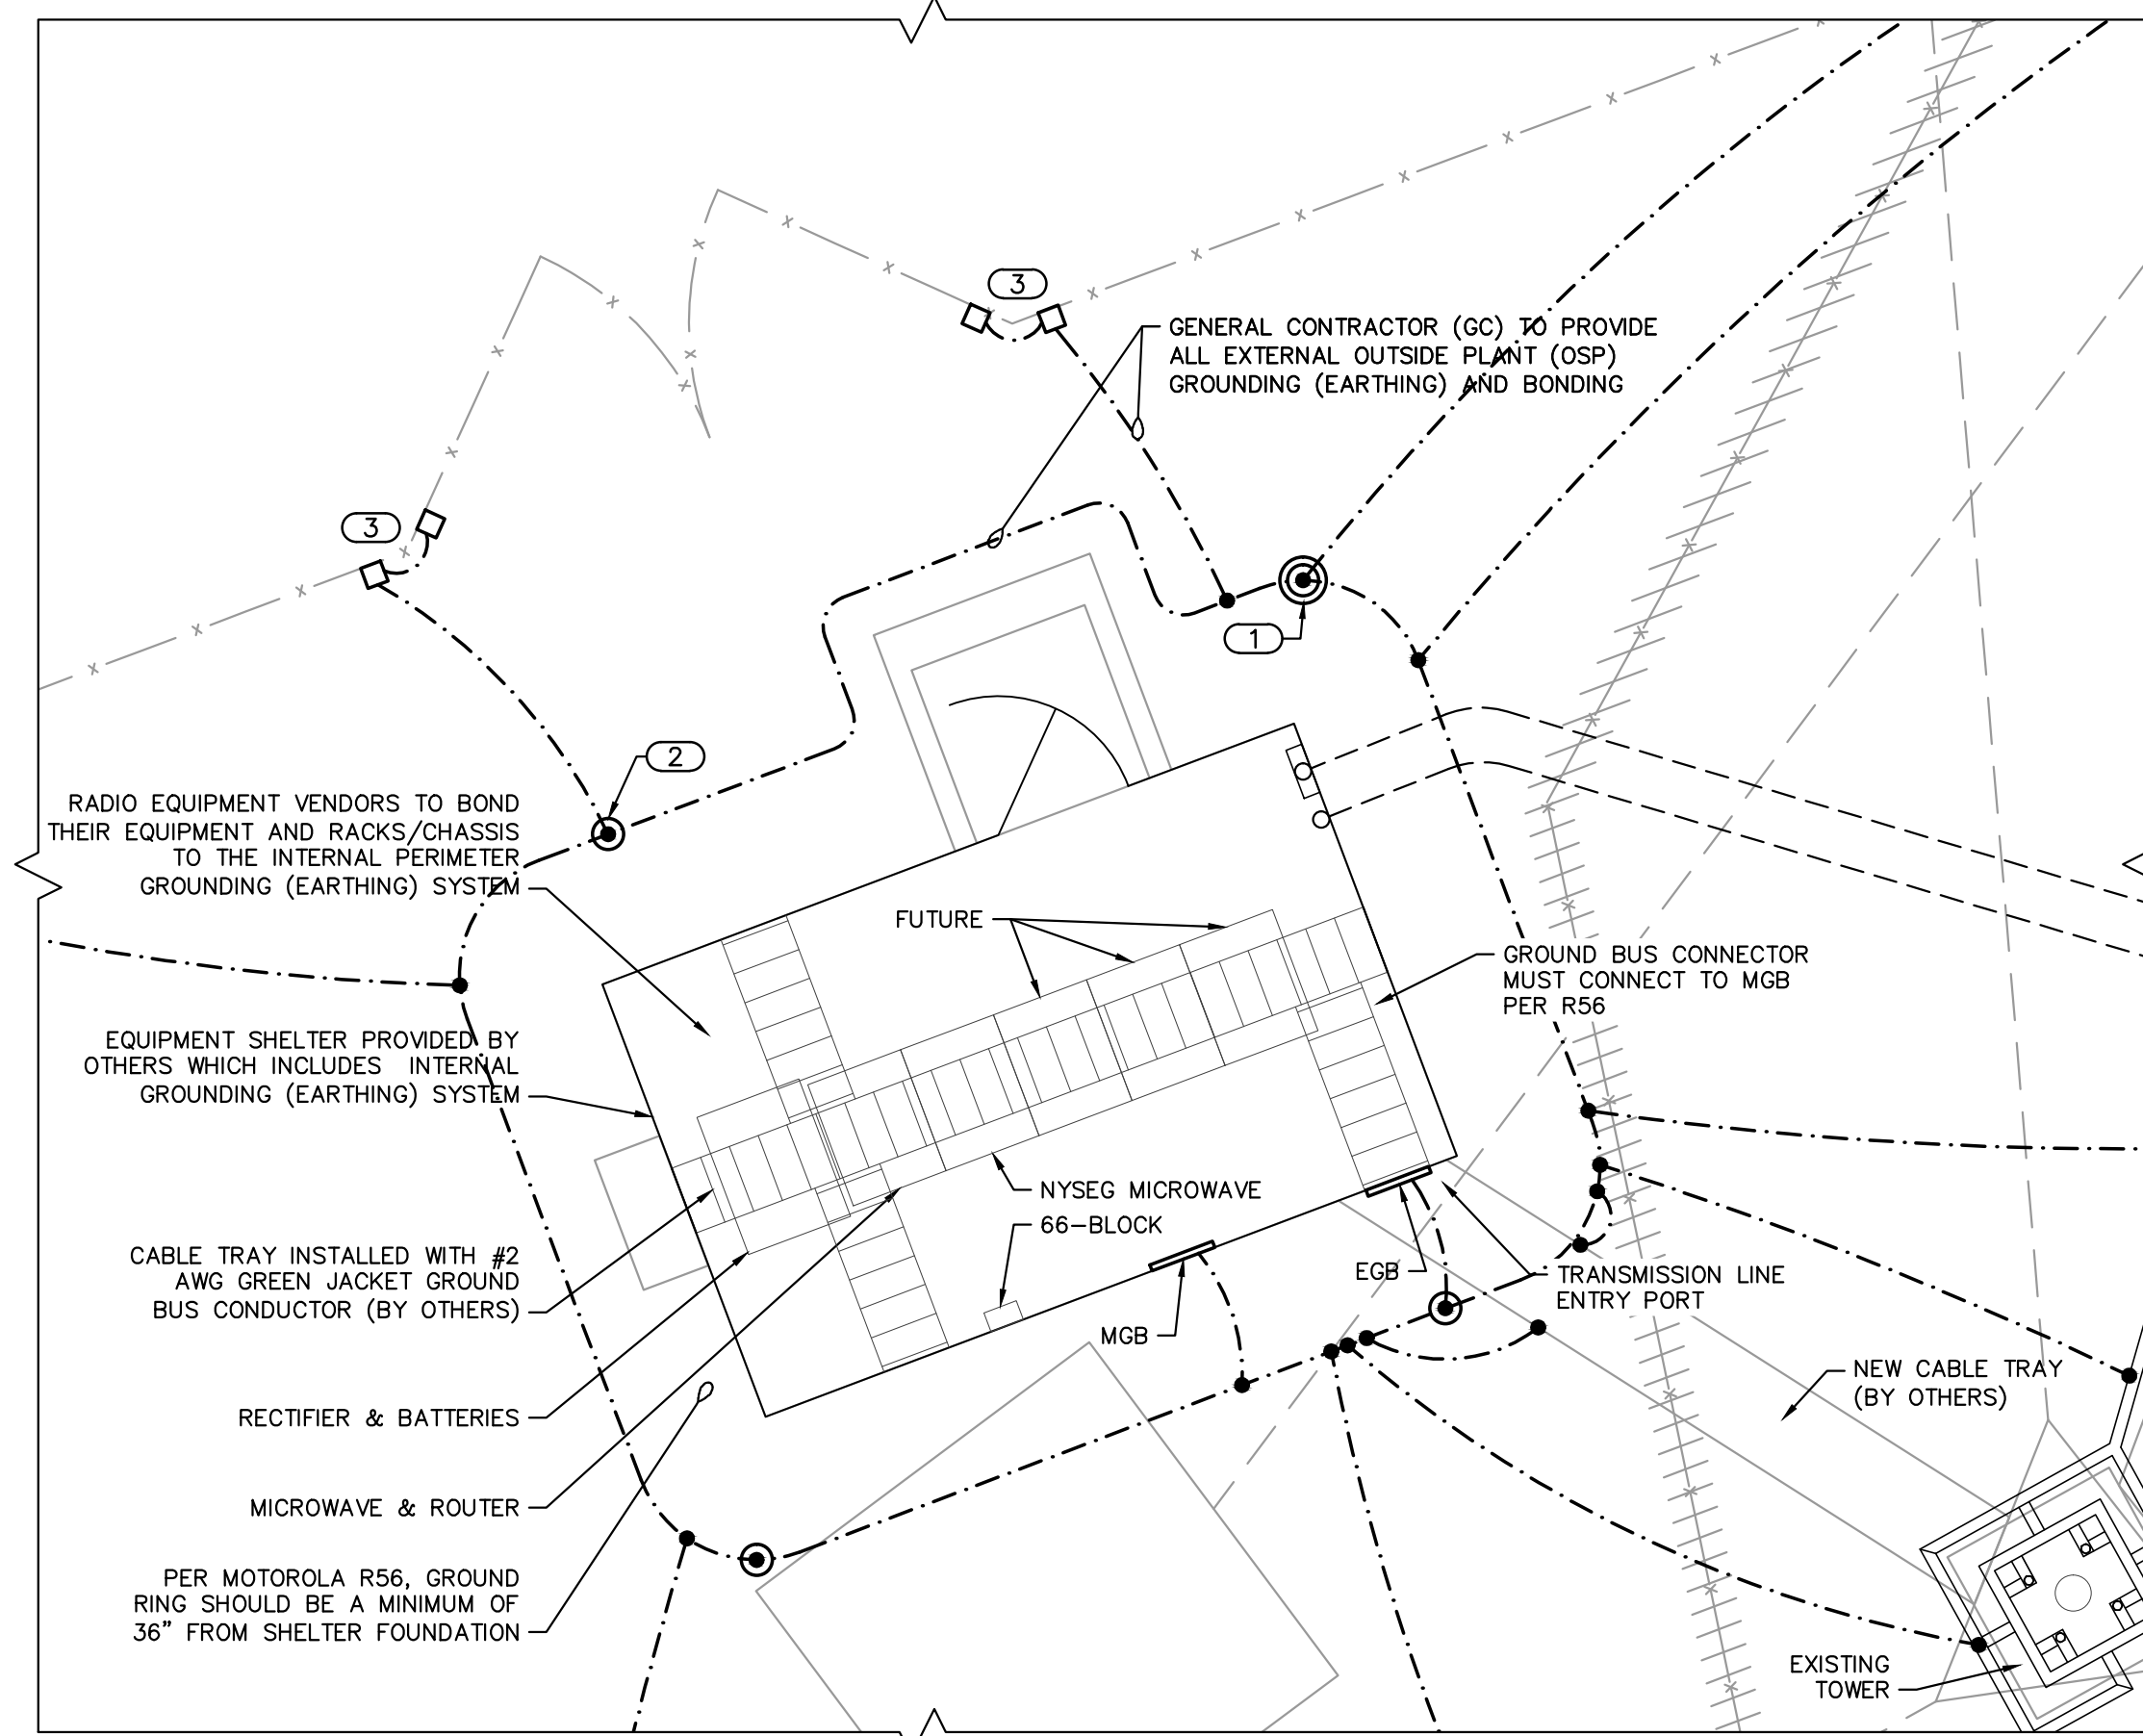 3
GENERAL CONTRACTOR (GC) TO PROVIDE
ALL EXTERNAL OUTSIDE PLANT (OSP)
GROUNDING (EARTHING) AND BONDING
3
1
2
RADIO EQUIPMENT VENDORS TO BOND
THEIR EQUIPMENT AND RACKS/CHASSIS
TO THE INTERNAL PERIMETER
GROUNDING (EARTHING) SYSTEM
FUTURE
GROUND BUS CONNECTOR
MUST CONNECT TO MGB
PER R56
EQUIPMENT SHELTER PROVIDED BY
OTHERS WHICH INCLUDES INTERNAL
GROUNDING (EARTHING) SYSTEM
NYSEG MICROWAVE
66-BLOCK
CABLE TRAY INSTALLED WITH #2
AWG GREEN JACKET GROUND
BUS CONDUCTOR (BY OTHERS)
EGB
TRANSMISSION LINE
ENTRY PORT
MGB
NEW CABLE TRAY
(BY OTHERS)
RECTIFIER & BATTERIES
MICROWAVE & ROUTER
PER MOTOROLA R56, GROUND
RING SHOULD BE A MINIMUM OF
36" FROM SHELTER FOUNDATION
EXISTING
TOWER